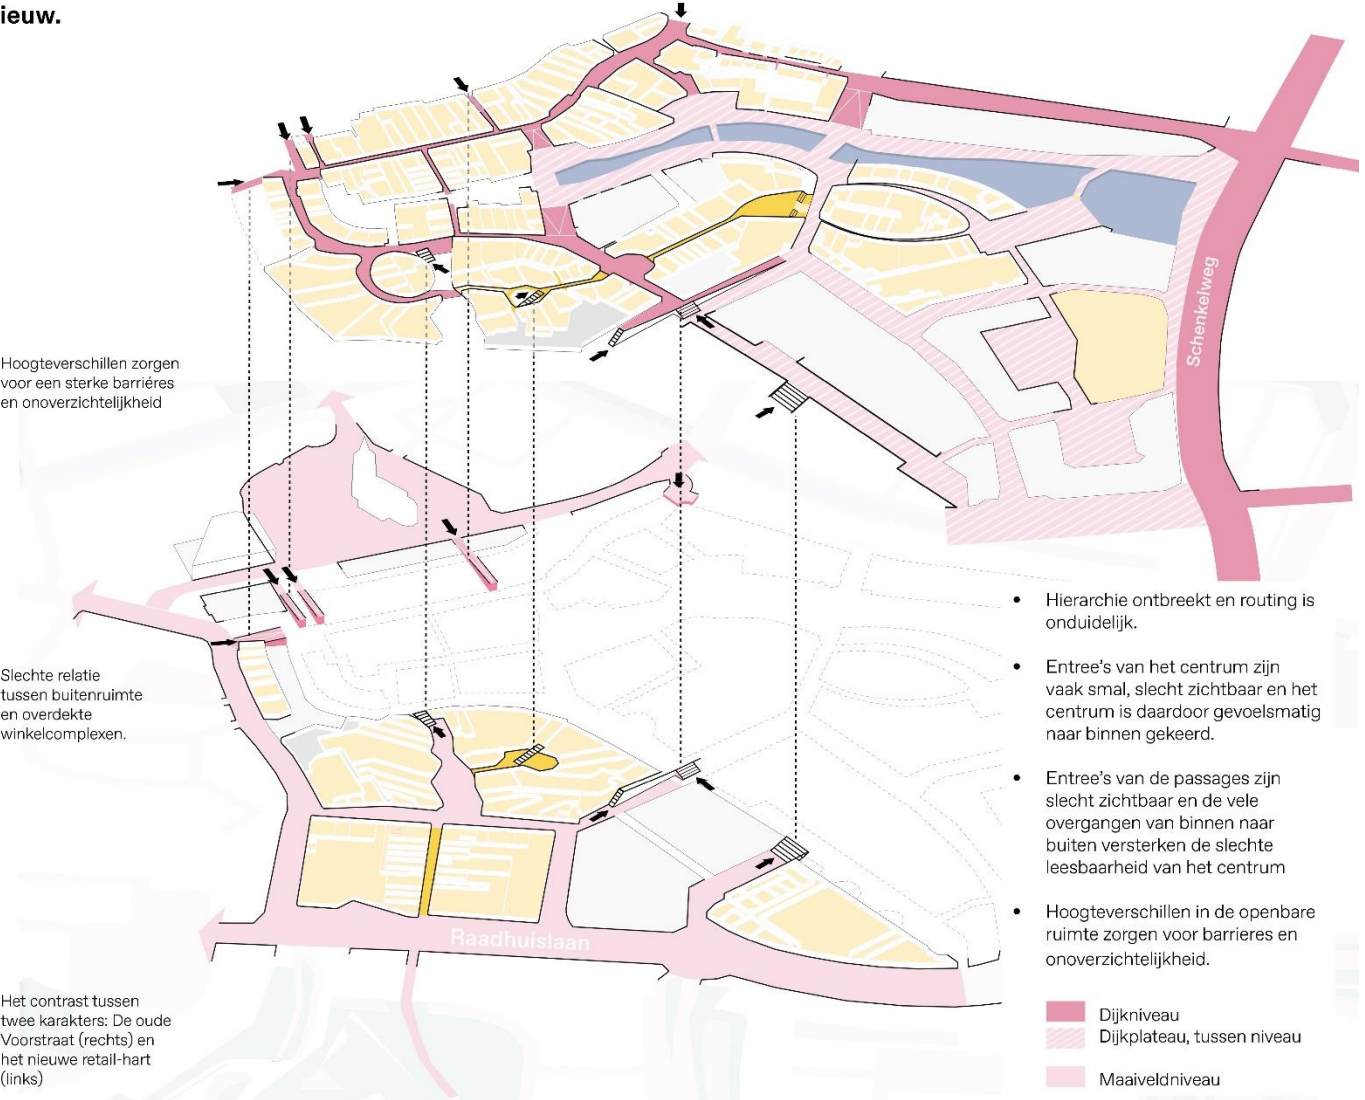 ieuw.
Schenkelweg
Hoogteverschillen zorgen
voor een sterke barriéres
en onoverzichtelijkheid
Slechte relatie
tussen buitenruimte
en overdekte
winkelcomplexen.
Raadhuislaan
Het contrast tussen
twee karakters: De oude
Voorstraat (rechts) en
het nieuwe retail-hart
(links)
• Hierarchie ontbreekt en routing is
onduidelijk.
• Entree's van het centrum zijn
vaak smal, slecht zichtbaar en het
centrum is daardoor gevoelsmatig
naar binnen gekeerd.
• Entree's van de passages zijn
slecht zichtbaar en de vele
overgangen van binnen naar
buiten versterken de slechte
leesbaarheid van het centrum
• Hoogteverschillen in de openbare
ruimte zorgen voor barrieres en
onoverzichtelijkheid.
Dijkniveau
Dijkplateau, tussen niveau
Maaiveldniveau